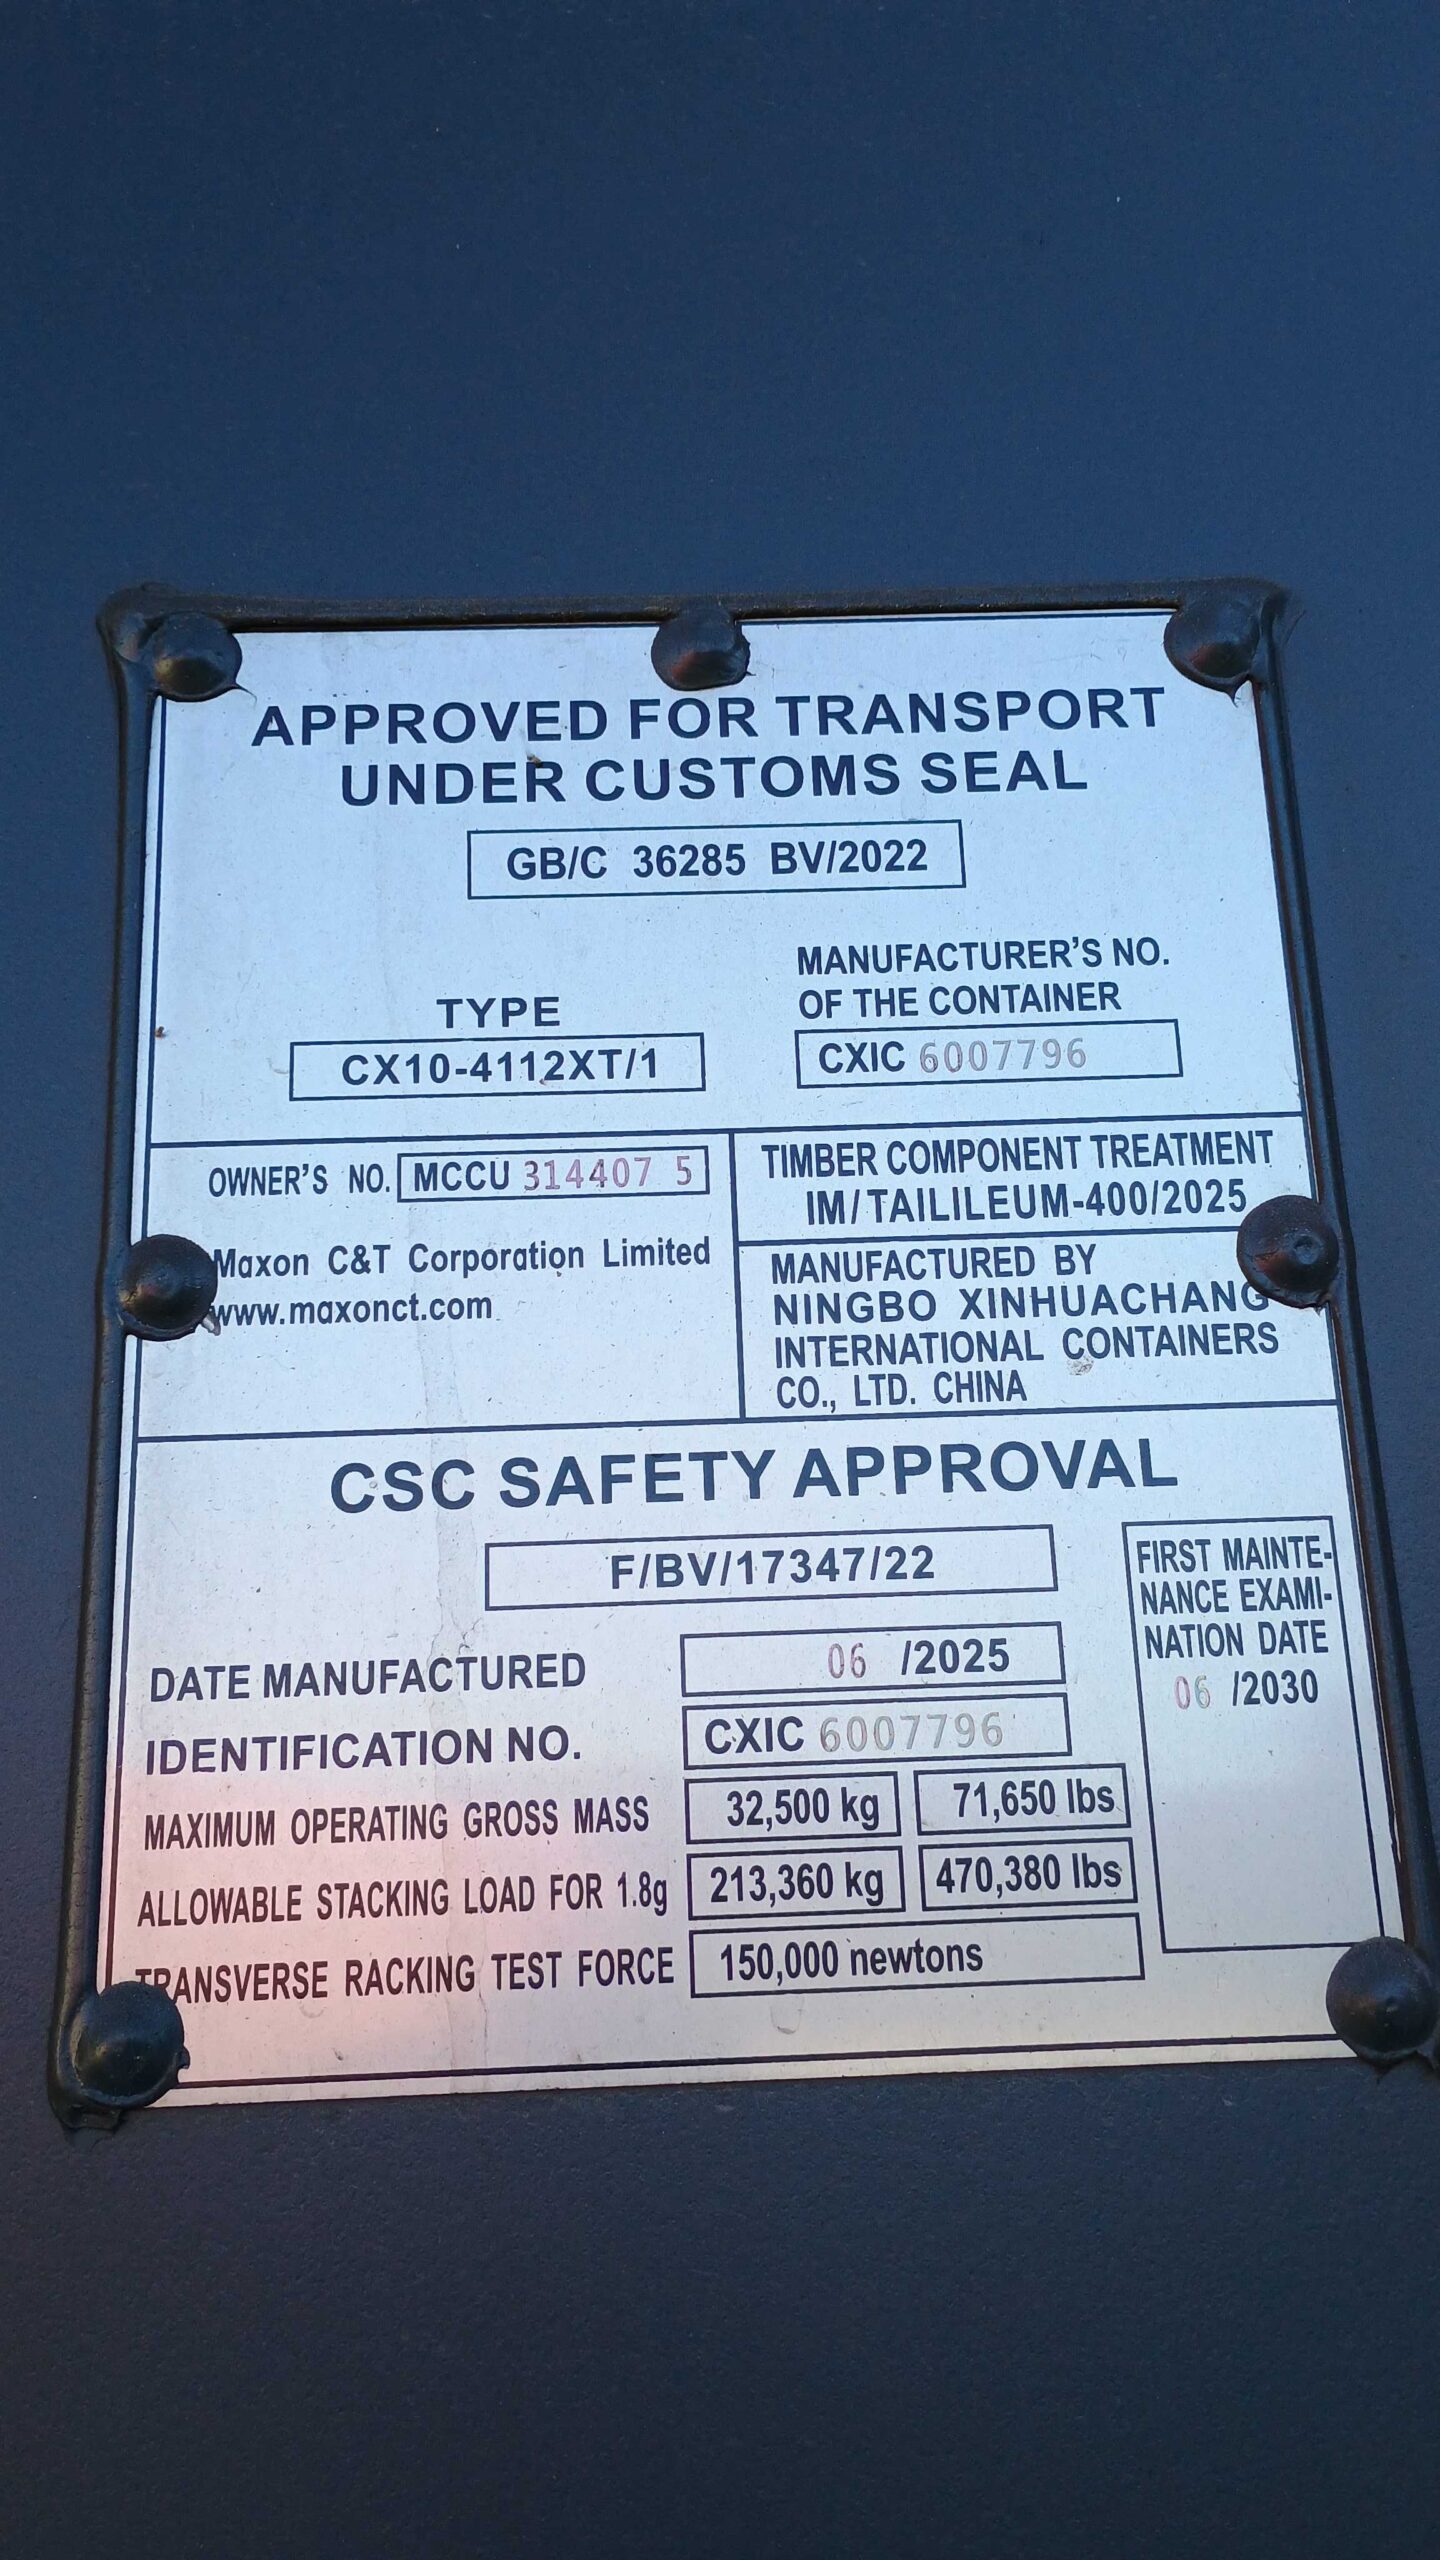 APPROVED FOR TRANSPORT
UNDER CUSTOMS SEAL
GB/C 36285 BV/2022
TYPE
CX10-4112XT/1
MANUFACTURER'S NO.
OF THE CONTAINER
CXIC 6007796
OWNER'S NO. MCCU 314407 5
Maxon C&T Corporation Limited
www.maxonct.com
TIMBER COMPONENT TREATMENT
IM/TAILILEUM-400/2025
MANUFACTURED BY
NINGBO XINHUACHANG
INTERNATIONAL CONTAINERS
CO., LTD. CHINA
CSC SAFETY APPROVAL
F/BV/17347/22
DATE MANUFACTURED 06 /2025
IDENTIFICATION NO. CXIC 6007796
MAXIMUM OPERATING GROSS MASS 32,500 kg 71,650 lbs
ALLOWABLE STACKING LOAD FOR 1.8g 213,360 kg 470,380 lbs
TRANSVERSE RACKING TEST FORCE 150,000 newtons
FIRST MAINTE-
NANCE EXAMI-
NATION DATE
06 /2030